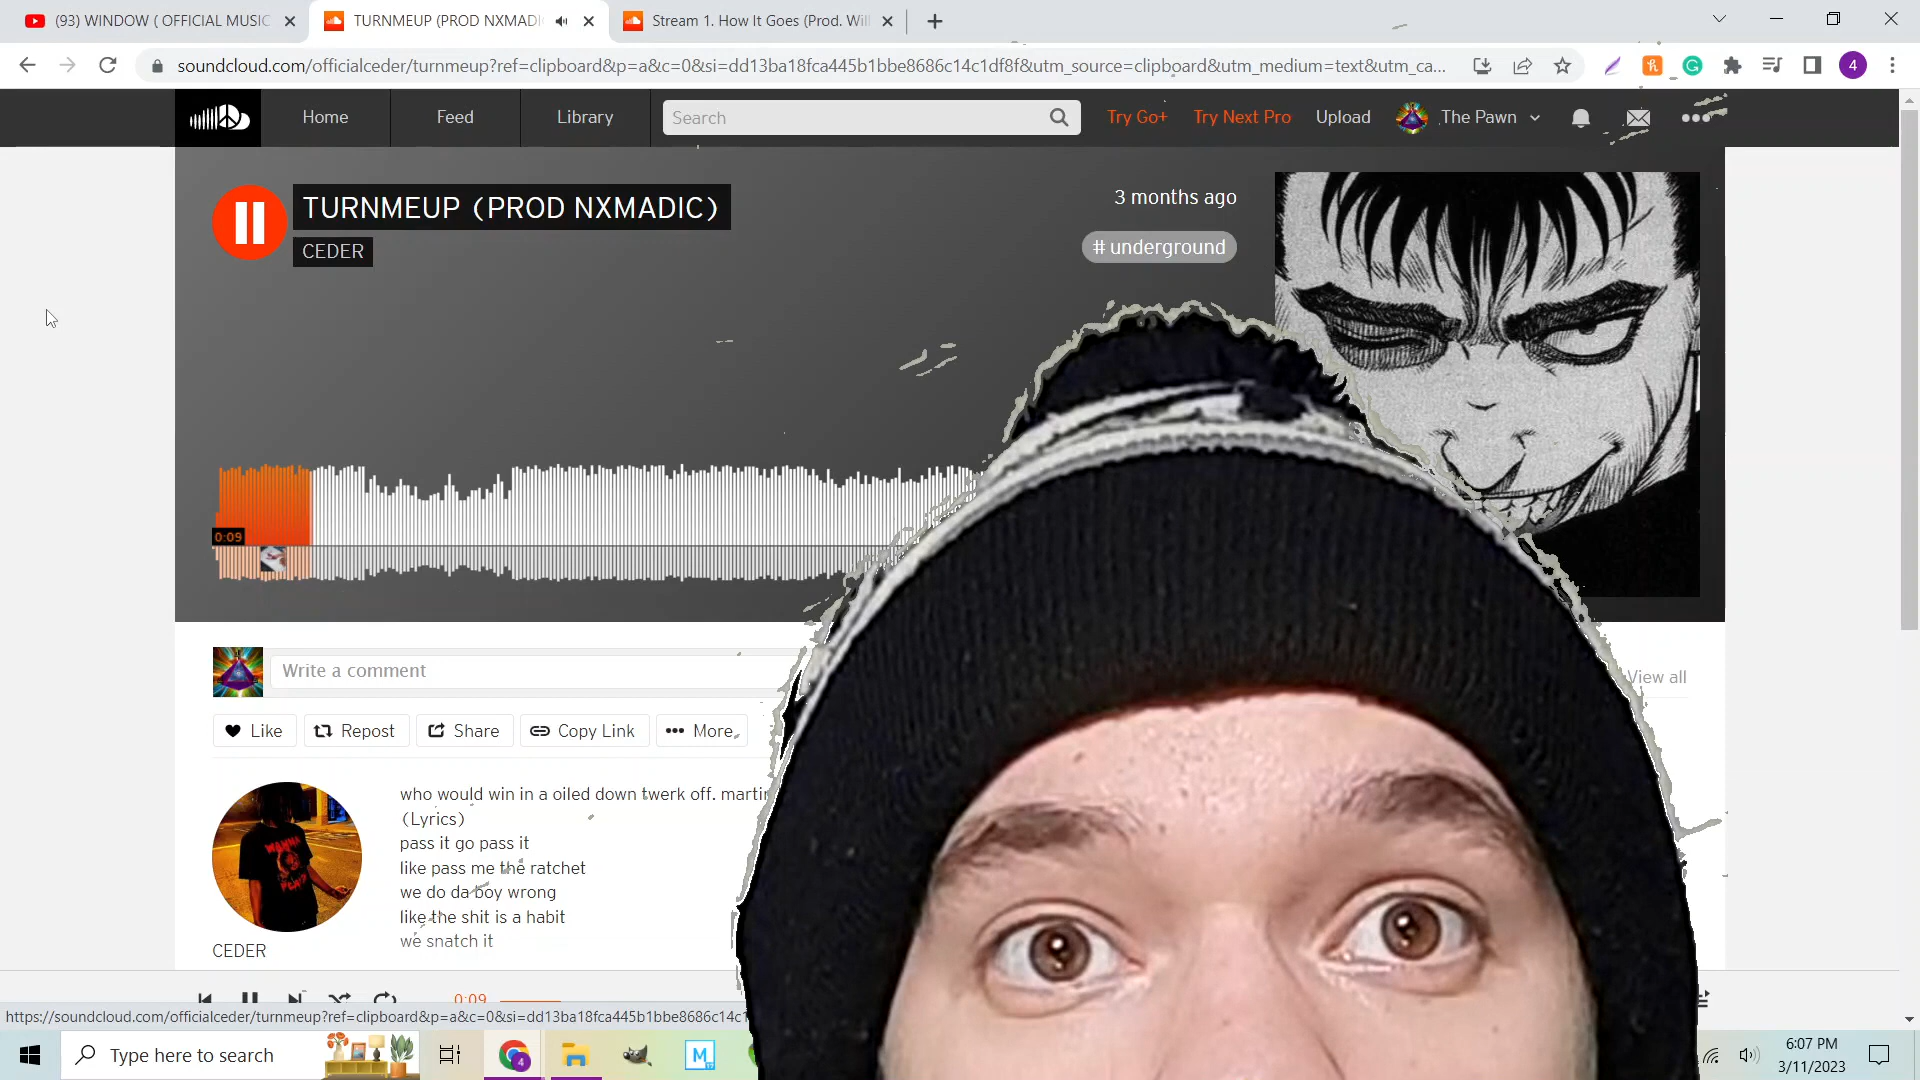 (93) WINDOW ( OFFICIAL MUSIC
TURNMEUP (PROD NXMADI
Stream 1. How It Goes (Prod. Wil
soundcloud.com/officialceder/turnmeup?ref=clipboard&p=a&c=0&si=dd13ba18fca445b1bbe8686c14c1df8f&utm_source=clipboard&utm_medium=text&utm_ca...
4
Home
Feed
Library
Search
Try Go+
Try Next Pro
Upload
The Pawn
TURNMEUP (PROD NXMADIC)
CEDER
3 months ago
# underground
0:09
Write a comment
View all
Like
Repost
Share
Copy Link
More
who would win in a oiled down twerk off. martin
(Lyrics)
pass it go pass it
like pass me the ratchet
we do da boy wrong
like the shit is a habit
we snatch it
CEDER
0:09
https://soundcloud.com/officialceder/turnmeup?ref=clipboard&p=a&c=0&si=dd13ba18fca445b1bbe8686c14c1
Type here to search
4
M
6:07 PM
3/11/2023